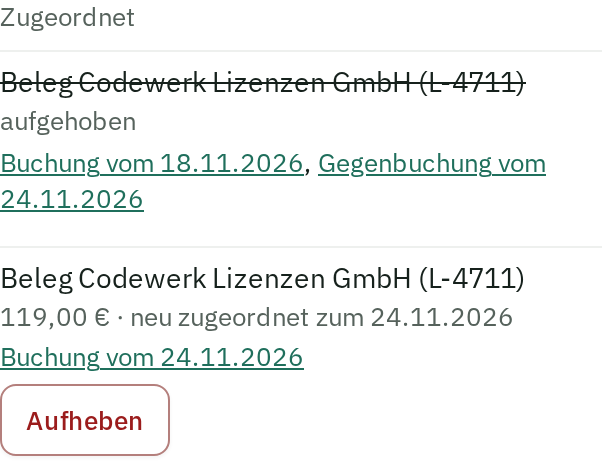 Zugeordnet
Beleg Codewerk Lizenzen GmbH (L-4711)
aufgehoben
Buchung vom 18.11.2026, Gegenbuchung vom
24.11.2026
Beleg Codewerk Lizenzen GmbH (L-4711)
119,00 € · neu zugeordnet zum 24.11.2026
Buchung vom 24.11.2026
Aufheben